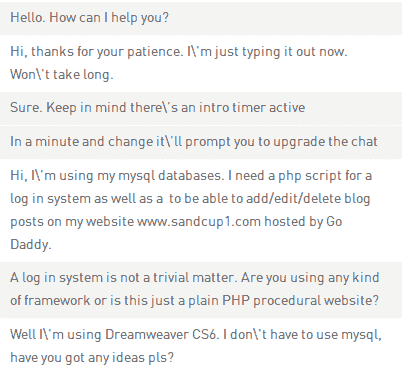 Hello. How can I help you?
Hi, thanks for your patience. I\'m just typing it out now.
Won\'t take long.
Sure. Keep in mind there\'s an intro timer active
In a minute and change it\'ll prompt you to upgrade the chat
Hi, I\'m using my mysql databases. I need a php script for a
log in system as well as a  to be able to add/edit/delete blog
posts on my website www.sandcup1.com hosted by Go
Daddy.
A log in system is not a trivial matter. Are you using any kind
of framework or is this just a plain PHP procedural website?
Well I\'m using Dreamweaver CS6. I don\'t have to use mysql,
have you got any ideas pls?